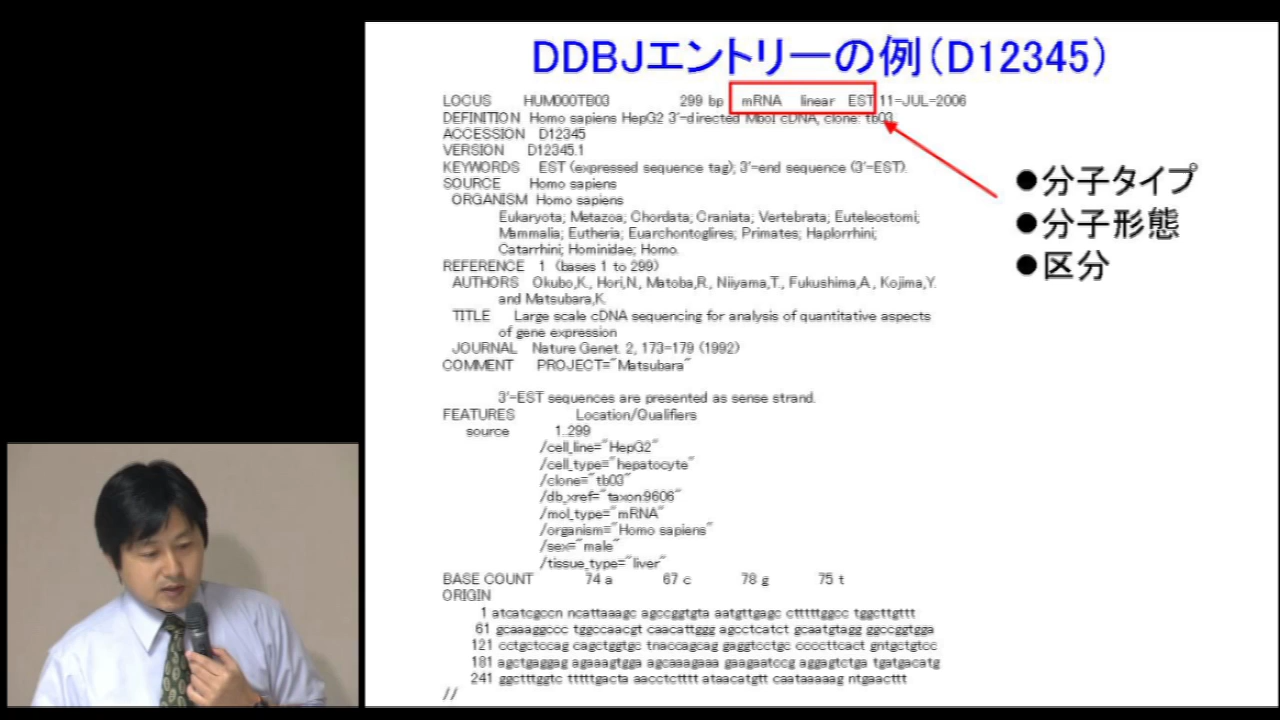 DDBJエントリーの例(D12345)
LOCUS HUM000TB03 299 bp mRNA linear EST 11-JUL-2006
DEFINITION Homo sapiens HepG2 3'-directed MboI cDNA, clone: tb03.
ACCESSION D12345
VERSION D12345.1
KEYWORDS EST (expressed sequence tag); 3'-end sequence (3'-EST).
SOURCE Homo sapiens
ORGANISM Homo sapiens
Eukaryota; Metazoa; Chordata; Craniata; Vertebrata; Euteleostomi;
Mammalia; Eutheria; Euarchontoglires; Primates; Haplorrhini;
Catarrhini; Hominidae; Homo.
REFERENCE 1 (bases 1 to 299)
AUTHORS Okubo,K., Hori,N., Matoba,R., Niiyama,T., Fukushima,A., Kojima,Y.
and Matsubara,K.
TITLE Large scale cDNA sequencing for analysis of quantitative aspects
of gene expression
JOURNAL Nature Genet. 2, 173-179 (1992)
COMMENT PROJECT="Matsubara"
3'-EST sequences are presented as sense strand.
FEATURES Location/Qualifiers
source 1..299
/cell_line="HepG2"
/cell_type="hepatocyte"
/clone="tb03"
/db_xref="taxon:9606"
/mol_type="mRNA"
/organism="Homo sapiens"
/sex="male"
/tissue_type="liver"
BASE COUNT 74 a 67 c 78 g 75 t
ORIGIN
1 atcatcgccn ncattaaagc agccggtgta aatgttgagc cttttttggcc tggcttgttt
61 gcaaaggccc tggccaacgt caacattggg agcctcatct gcaatgtagg ggccggtgga
121 cctgctccag cagctggtgc tnaccagcag gaggtcctgc ccccttcact gntgctgtcc
181 agctgaggag agaaagtgga agcaaagaaa gaagaatccg aggagtctga tgatgacatg
241 ggctttggtc tttttgacta aacctctttt ataacatgtt caataaaaag ntgaacttt
//
●分子タイプ
●分子形態
●区分